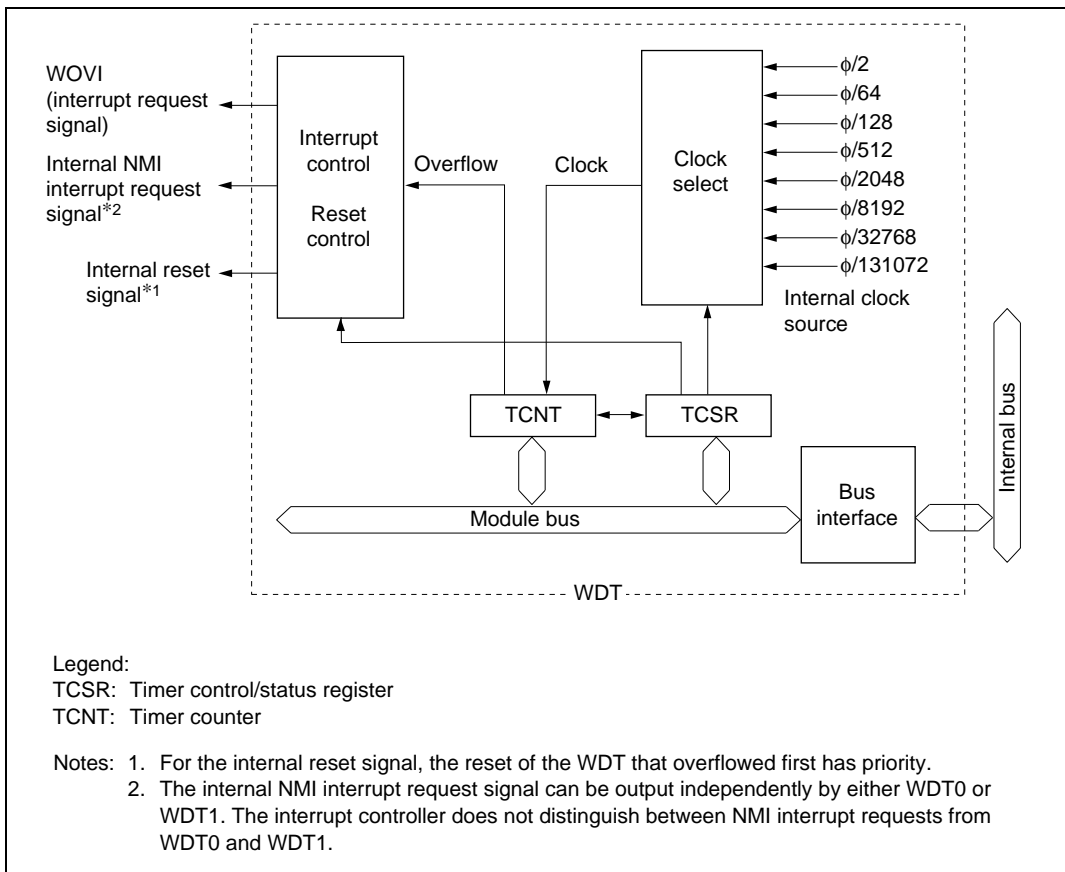 WOVI
(interrupt request
signal)
Internal NMI
interrupt request
signal*2
Internal reset
signal*1
Interrupt
control
Reset
control
Overflow
Clock
Clock
select
ϕ/2
ϕ/64
ϕ/128
ϕ/512
ϕ/2048
ϕ/8192
ϕ/32768
ϕ/131072
Internal clock
source
TCNT
TCSR
Module bus
Bus
interface
Internal bus
WDT
Legend:
TCSR: Timer control/status register
TCNT: Timer counter
Notes: 1. For the internal reset signal, the reset of the WDT that overflowed first has priority.
2. The internal NMI interrupt request signal can be output independently by either WDT0 or
WDT1. The interrupt controller does not distinguish between NMI interrupt requests from
WDT0 and WDT1.